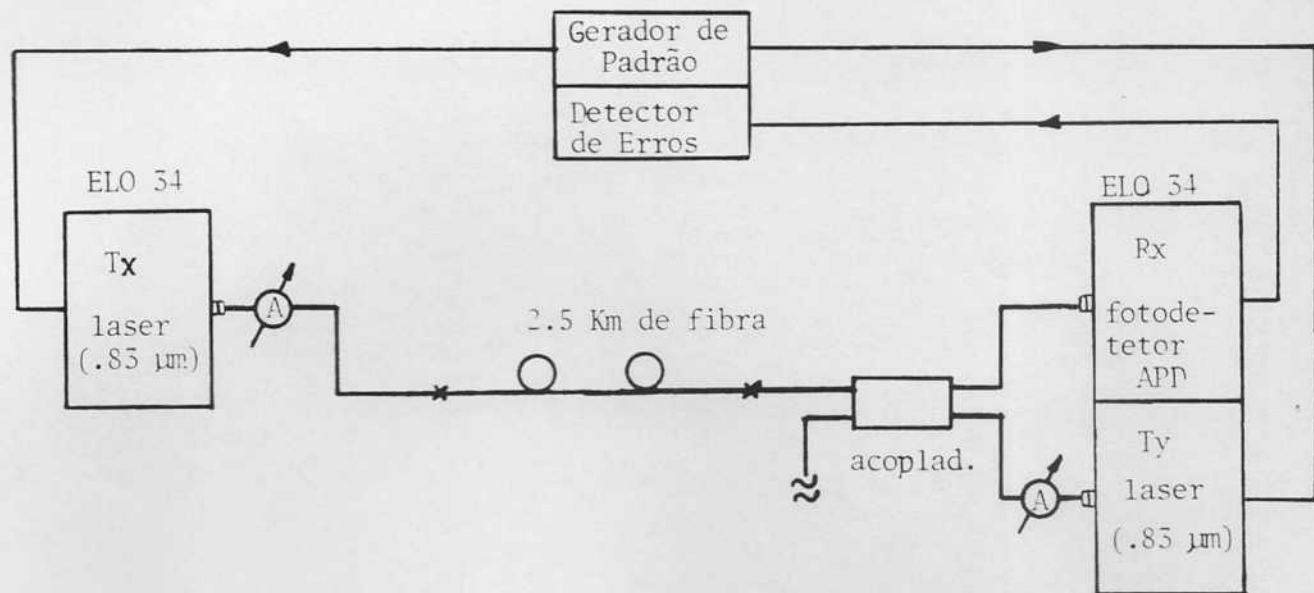 Gerador de
Padrão
Detector
de Erros
ELO 34
Tx
laser
(.83 µm)
A
2.5 Km de fibra
acoplad.
A
ELO 34
Rx
fotode-
tetor
APD
Ty
laser
(.83 µm)